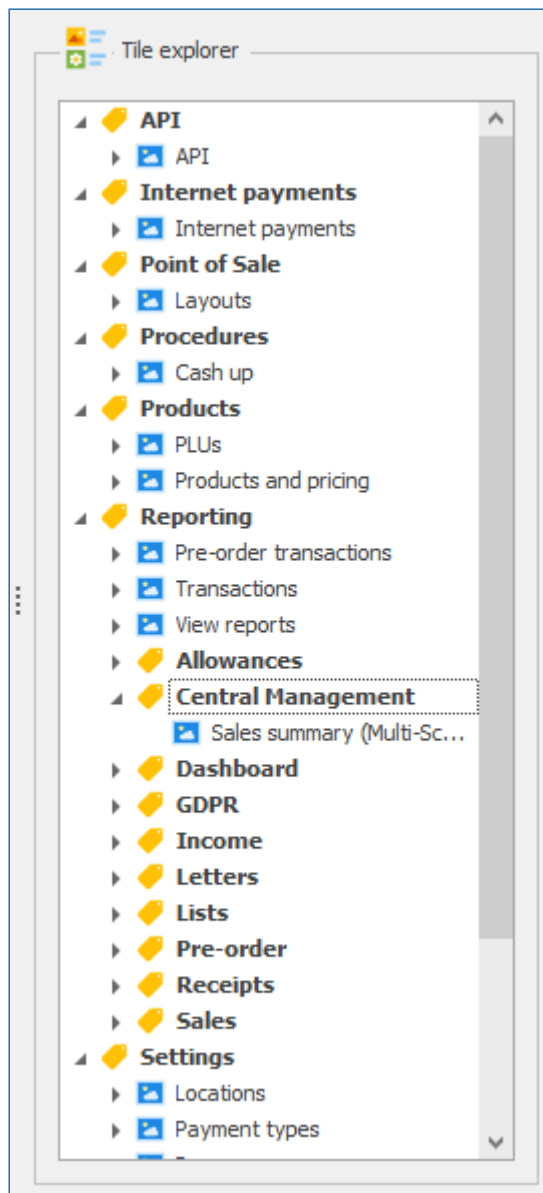 Tile explorer
API
API
Internet payments
Internet payments
Point of Sale
Layouts
Procedures
Cash up
Products
PLUs
Products and pricing
Reporting
Pre-order transactions
Transactions
View reports
Allowances
Central Management
Sales summary (Multi-Sc...
Dashboard
GDPR
Income
Letters
Lists
Pre-order
Receipts
Sales
Settings
Locations
Payment types